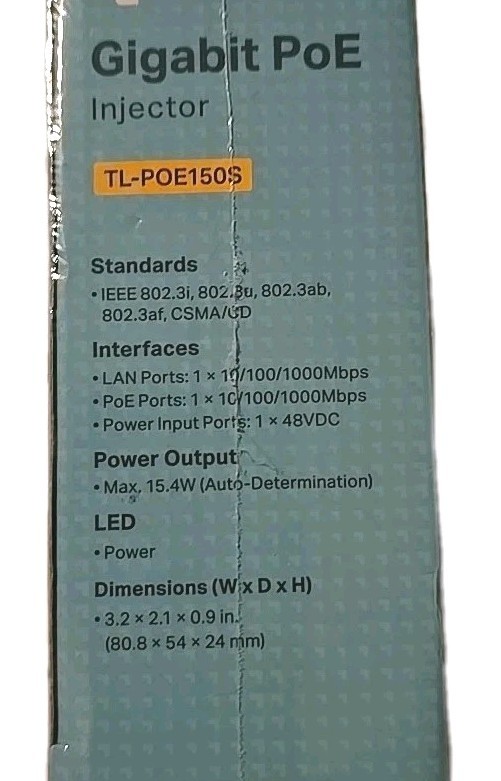 Gigabit PoE
Injector
TL-POE150S
Standards
• IEEE 802.3i, 802.3u, 802.3ab,
802.3af, CSMA/CD
Interfaces
• LAN Ports: 1 × 10/100/1000Mbps
• PoE Ports: 1 × 10/100/1000Mbps
• Power Input Ports: 1 × 48VDC
Power Output
• Max. 15.4W (Auto-Determination)
LED
• Power
Dimensions (W x D x H)
• 3.2 × 2.1 × 0.9 in.
(80.8 × 54 × 24 mm)